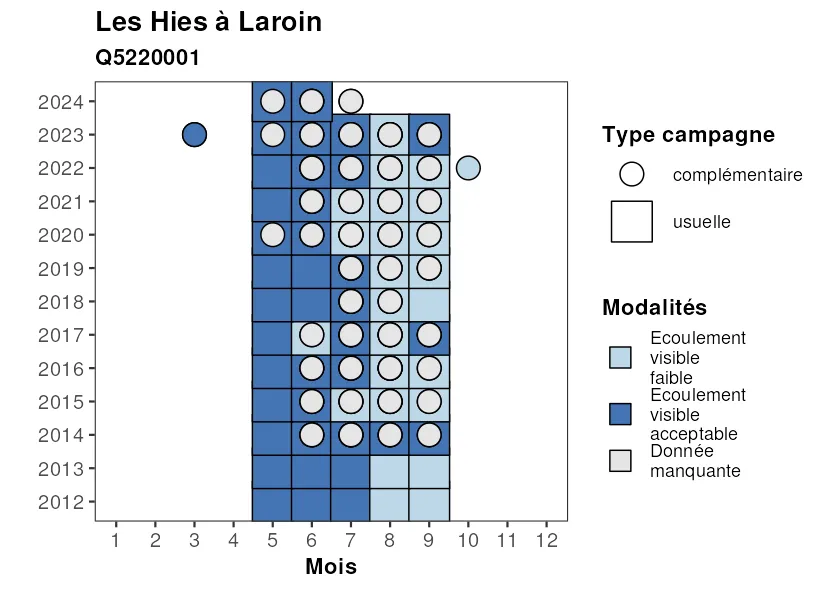 Les Hies à Laroin
Q5220001
2024
2023
2022
2021
2020
2019
2018
2017
2016
2015
2014
2013
2012
1 2 3 4 5 6 7 8 9 10 11 12
Mois
Type campagne
complémentaire
usuelle
Modalités
Ecoulement
visible
faible
Ecoulement
visible
acceptable
Donnée
manquante